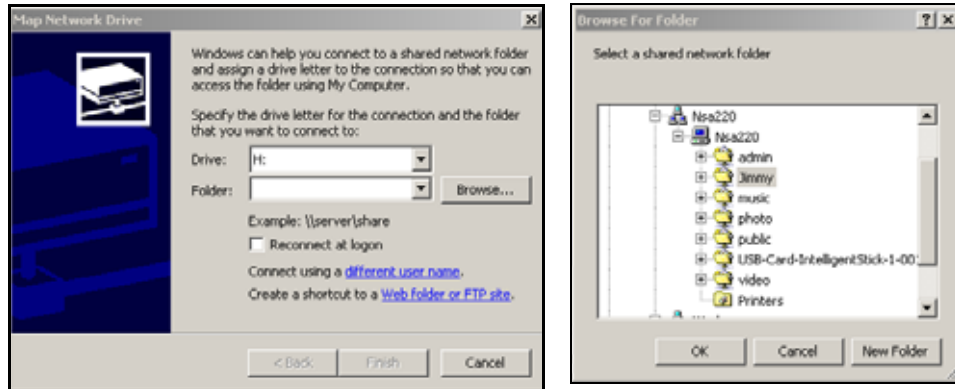 Map Network Drive
Windows can help you connect to a shared network folder
and assign a drive letter to the connection so that you can
access the folder using My Computer.
Specify the drive letter for the connection and the folder
that you want to connect to:
Drive: H:
Folder: Browse...
Example: \\server\share
Reconnect at logon
Connect using a different user name.
Create a shortcut to a Web folder or FTP site.
< Back Finish Cancel
Browse For Folder
Select a shared network folder
Nsa220
Nsa220
admin
Jimmy
music
photo
public
USB-Card-IntelligentStick-1-00
video
Printers
OK Cancel New Folder